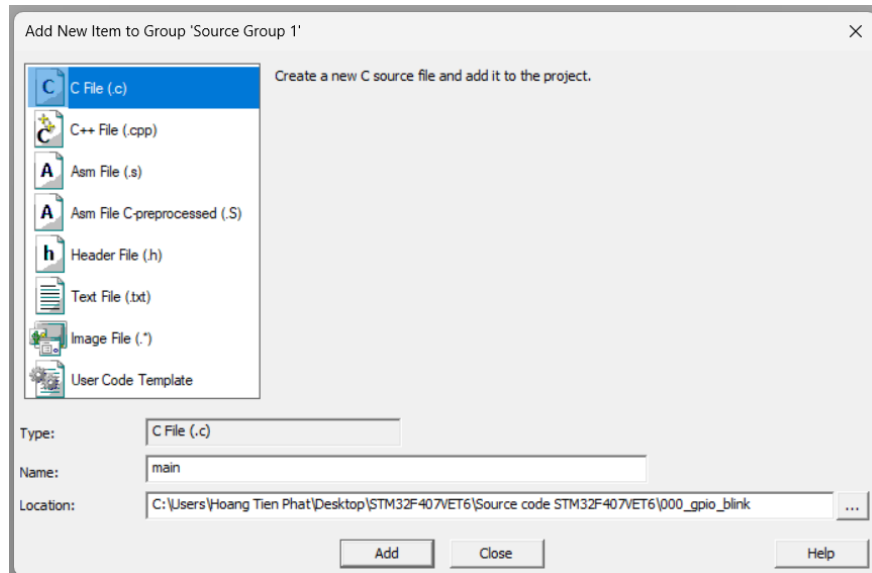 Add New Item to Group 'Source Group 1'
C File (.c)
Create a new C source file and add it to the project.
C++ File (.cpp)
Asm File (.s)
Asm File C-preprocessed (.S)
Header File (.h)
Text File (.txt)
Image File (.*)
User Code Template
Type:
C File (.c)
Name:
main
Location:
C:\Users\Hoang Tien Phat\Desktop\STM32F407VET6\Source code STM32F407VET6\000_gpio_blink
...
Add
Close
Help